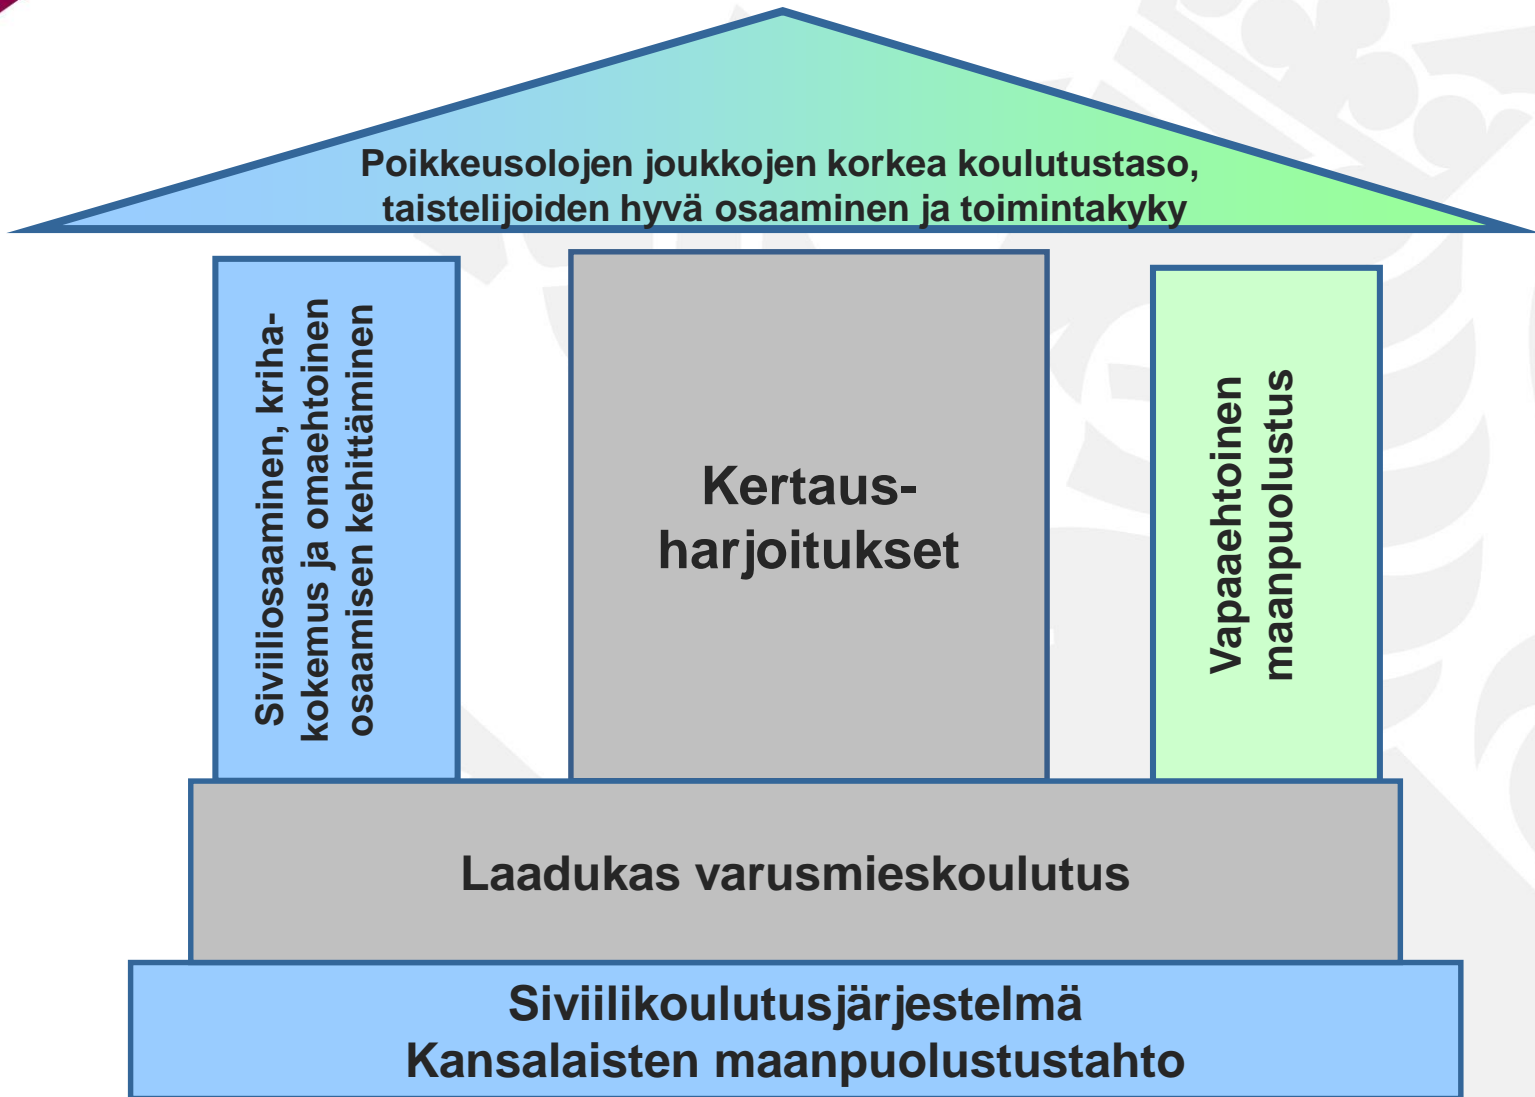 Poikkeusolojen joukkojen korkea koulutustaso,
taistelijoiden hyvä osaaminen ja toimintakyky
Siviiliosaaminen, kriha-
kokemus ja omaehtoinen
osaamisen kehittäminen
Kertaus-
harjoitukset
Vapaaehtoinen
maanpuolustus
Laadukas varusmieskoulutus
Siviilikoulutusjärjestelmä
Kansalaisten maanpuolustustahto